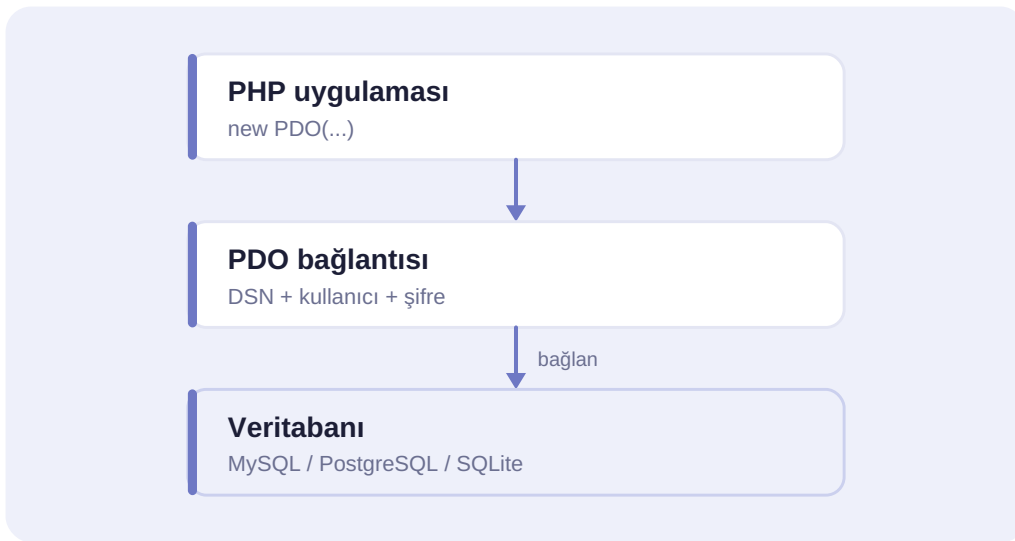 PHP uygulaması
new PDO(...)
PDO bağlantısı
DSN + kullanıcı + şifre
bağlan
Veritabanı
MySQL / PostgreSQL / SQLite